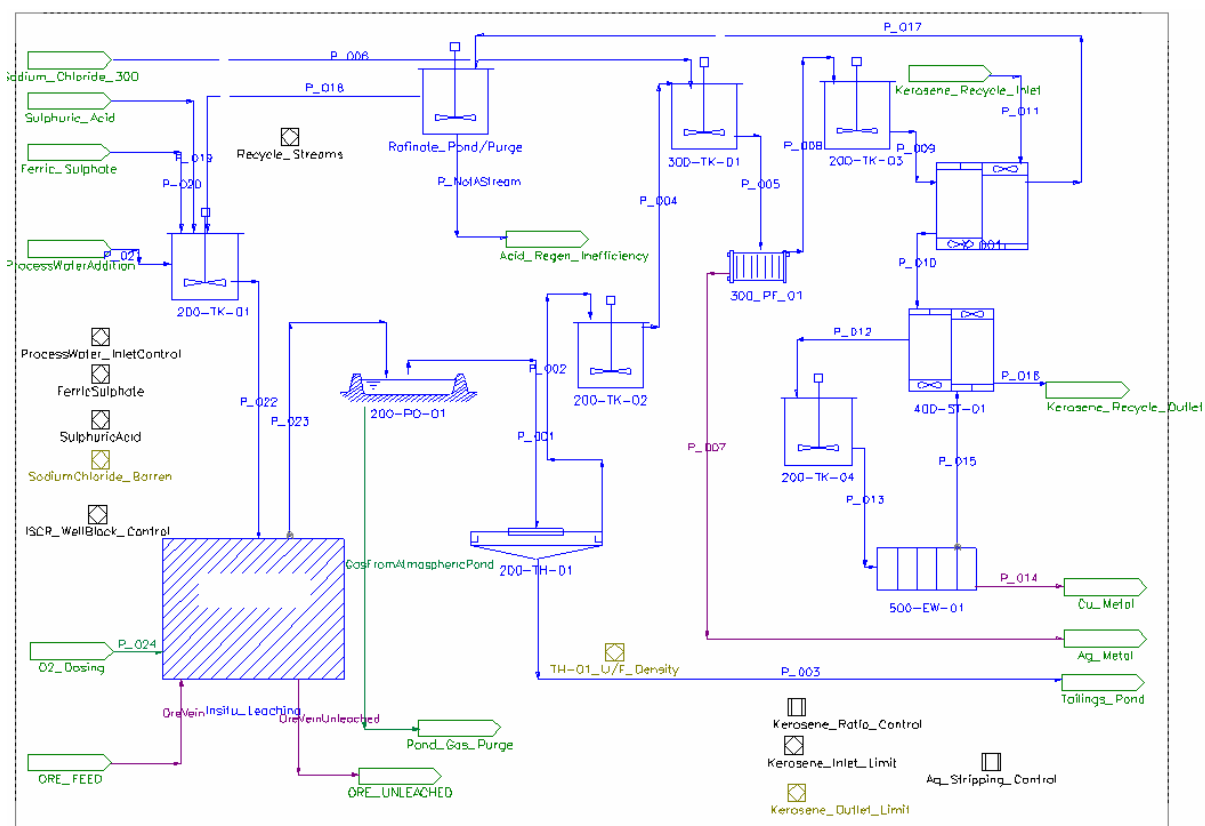 P_017
P_006
Sodium_Chloride_300
Kerosene_Recycle_Inlet
P_018
P_011
Sulphuric_Acid
Recycle_Streams
Rafinate_Pond/Purge
300-TK-01
P_008
200-TK-03
P_009
P_019
Ferric_Sulphate
P_020
P_NotAStream
P_005
P_004
P_021
ProcessWaterAddition
Acid_Regen_Inefficiency
P_010
300_PF_01
200-TK-01
P_012
ProcessWater_InletControl
P_002
P_016
FerricSulphate
P_022
P_023
200-PO-01
200-TK-02
400-ST-01
Kerosene_Recycle_Outlet
SulphuricAcid
P_001
P_007
P_015
SodiumChloride_Barren
200-TK-04
P_013
ISCR_WellBlock_Control
GasFromAtmosphericPond
200-TH-01
P_014
500-EW-01
Cu_Metal
P_024
O2_Dosing
TH-01_U/F_Density
Ag_Metal
P_003
Tailings_Pond
OreVein
Insitu_Leaching
OreVeinUnleached
Kerosene_Ratio_Control
Pond_Gas_Purge
Kerosene_Inlet_Limit
ORE_FEED
Ag_Stripping_Control
ORE_UNLEACHED
Kerosene_Outlet_Limit